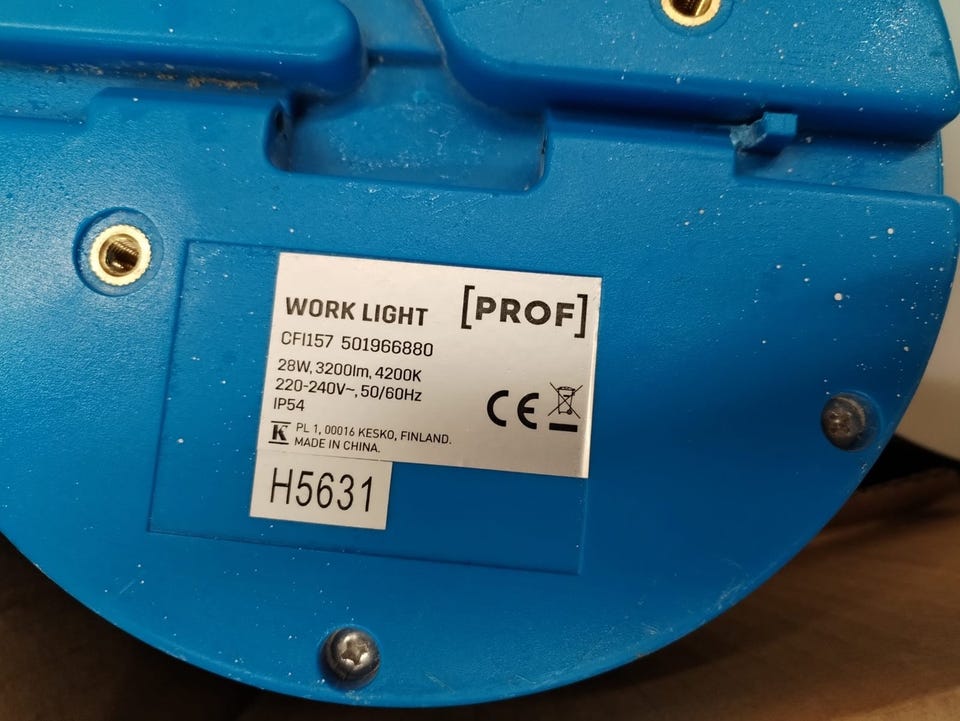 WORK LIGHT [PROF]
CFI157 501966880
28W, 3200lm, 4200K
220-240V~, 50/60Hz
IP54
CE
K PL 1, 00016 KESKO, FINLAND.
MADE IN CHINA.
H5631